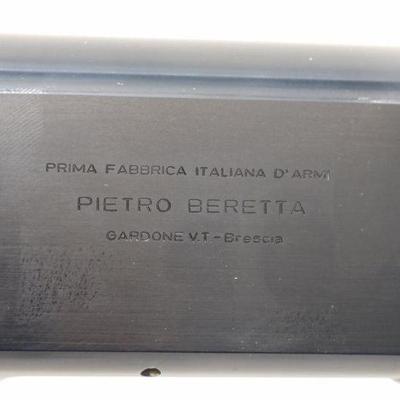 PRIMA FABBRICA ITALIANA D'ARMI
PIETRO BERETTA
GARDONE V.T-Brescia